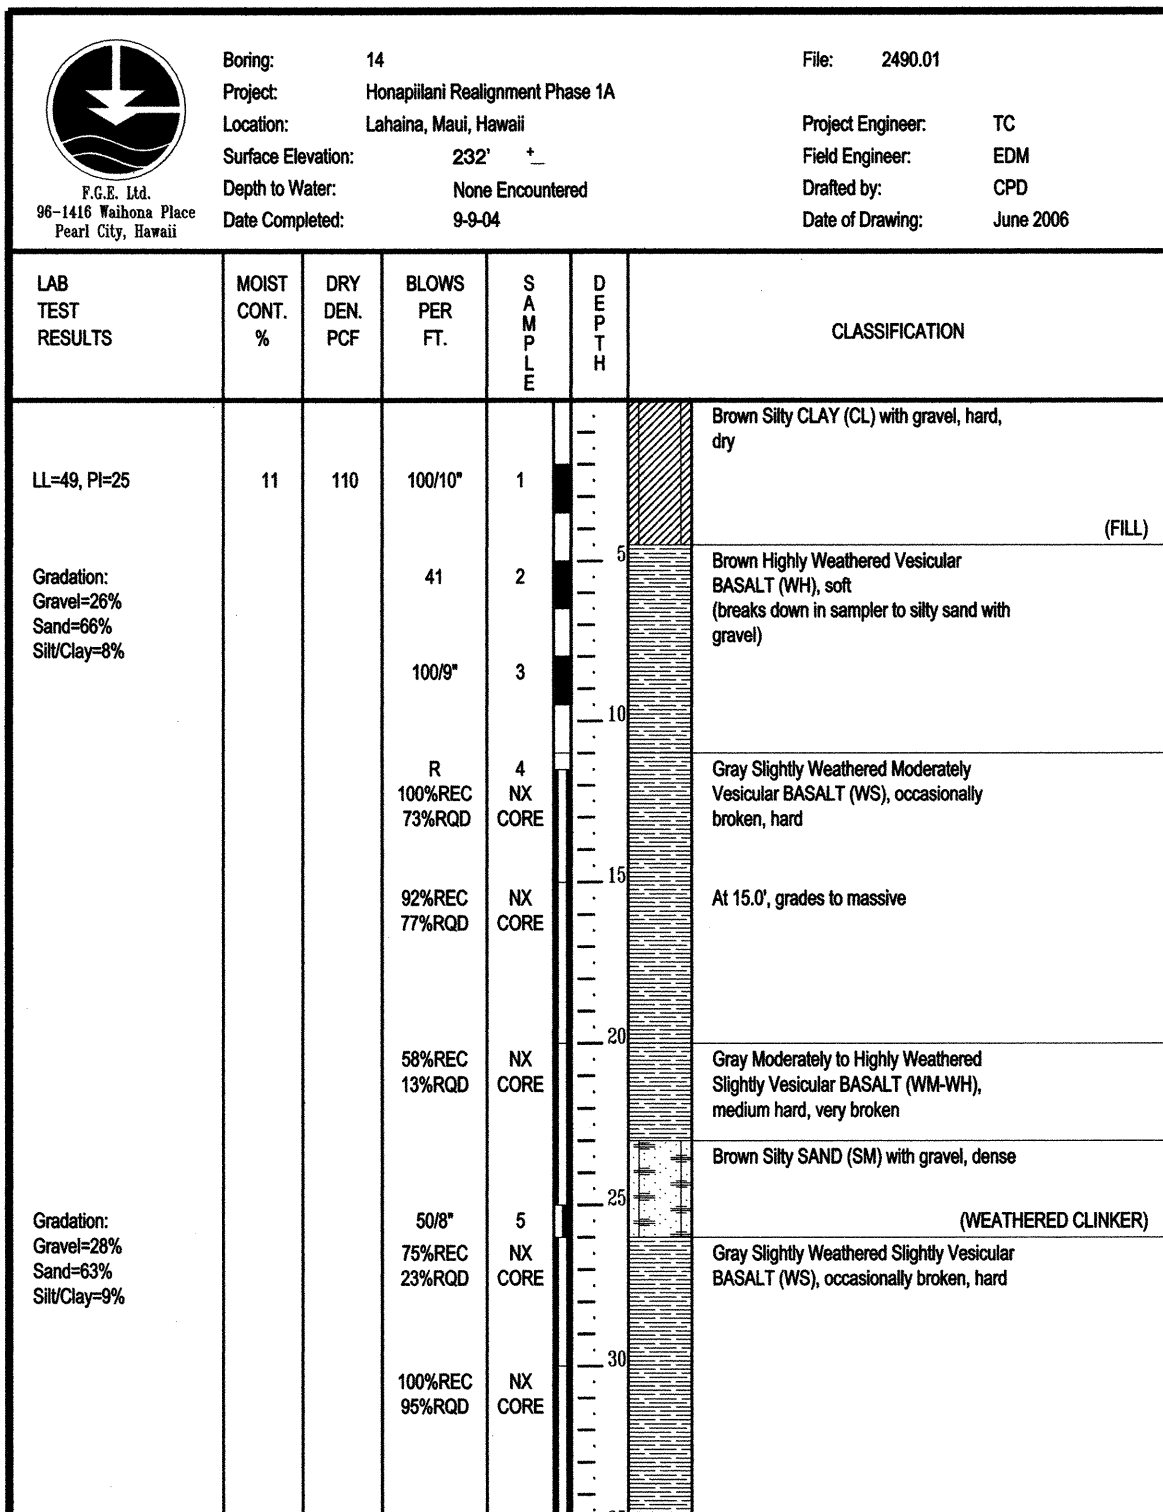 F.G.E. Ltd.
96-1416 Waihona Place
Pearl City, Hawaii
Boring: 14
Project: Honapiilani Realignment Phase 1A
Location: Lahaina, Maui, Hawaii
Surface Elevation: 232' +_
Depth to Water: None Encountered
Date Completed: 9-9-04
File: 2490.01
Project Engineer: TC
Field Engineer: EDM
Drafted by: CPD
Date of Drawing: June 2006
LAB
TEST
RESULTS
MOIST
CONT.
%
DRY
DEN.
PCF
BLOWS
PER
FT.
SAMPLE
DEPTH
CLASSIFICATION
Brown Silty CLAY (CL) with gravel, hard,
dry
LL=49, PI=25 11 110 100/10" 1
(FILL)
5
Brown Highly Weathered Vesicular
BASALT (WH), soft
(breaks down in sampler to silty sand with
gravel)
Gradation: 41 2
Gravel=26%
Sand=66%
Silt/Clay=8%
100/9" 3
10
R 4
100%REC NX
73%RQD CORE
Gray Slightly Weathered Moderately
Vesicular BASALT (WS), occasionally
broken, hard
15
92%REC NX
77%RQD CORE
At 15.0', grades to massive
20
58%REC NX
13%RQD CORE
Gray Moderately to Highly Weathered
Slightly Vesicular BASALT (WM-WH),
medium hard, very broken
Brown Silty SAND (SM) with gravel, dense
25
(WEATHERED CLINKER)
Gradation: 50/8" 5
Gravel=28%
Sand=63%
Silt/Clay=9%
75%REC NX
23%RQD CORE
Gray Slightly Weathered Slightly Vesicular
BASALT (WS), occasionally broken, hard
30
100%REC NX
95%RQD CORE